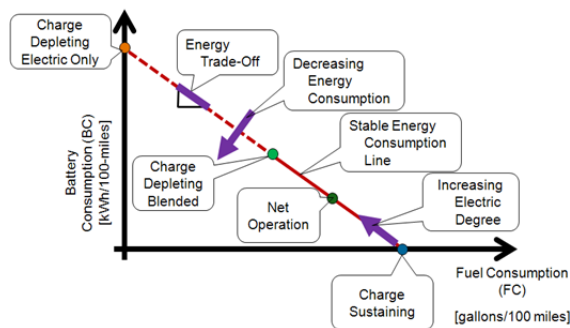 Charge
Depleting
Electric Only
Energy
Trade-Off
Decreasing
Energy
Consumption
Stable Energy
Consumption
Line
Battery
Consumption (BC)
[kWh/100-miles]
Charge
Depleting
Blended
Net
Operation
Increasing
Electric
Degree
Charge
Sustaining
Fuel Consumption
(FC)
[gallons/100 miles]